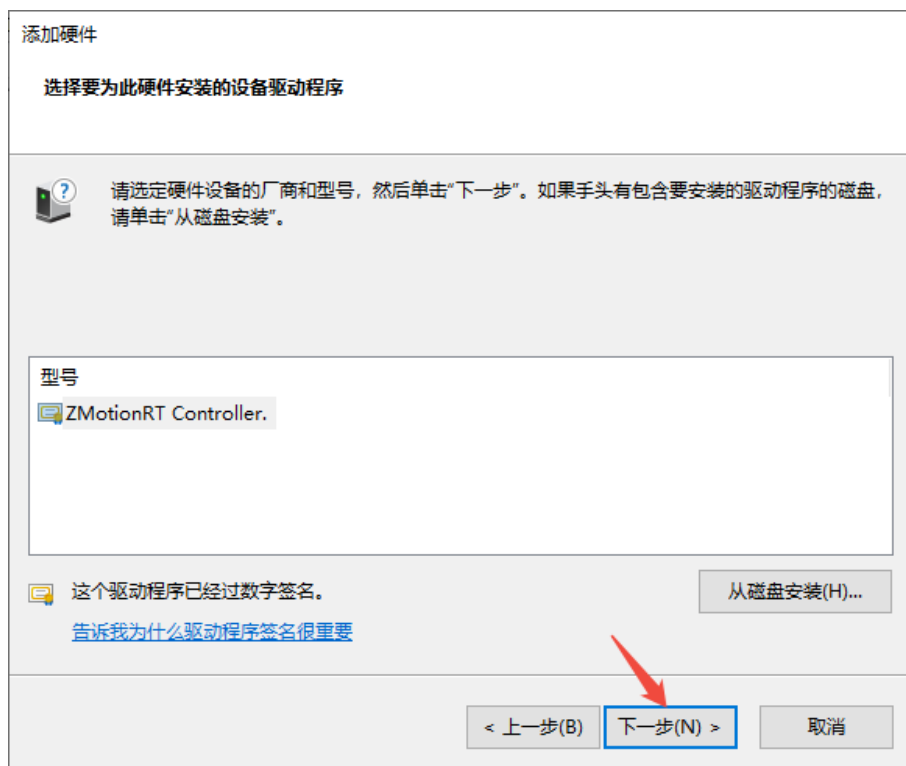 添加硬件
选择要为此硬件安装的设备驱动程序
请选定硬件设备的厂商和型号，然后单击“下一步”。如果手头有包含要安装的驱动程序的磁盘，
请单击“从磁盘安装”。
型号
ZMotionRT Controller.
这个驱动程序已经过数字签名。
从磁盘安装(H)...
告诉我为什么驱动程序签名很重要
< 上一步(B)
下一步(N) >
取消